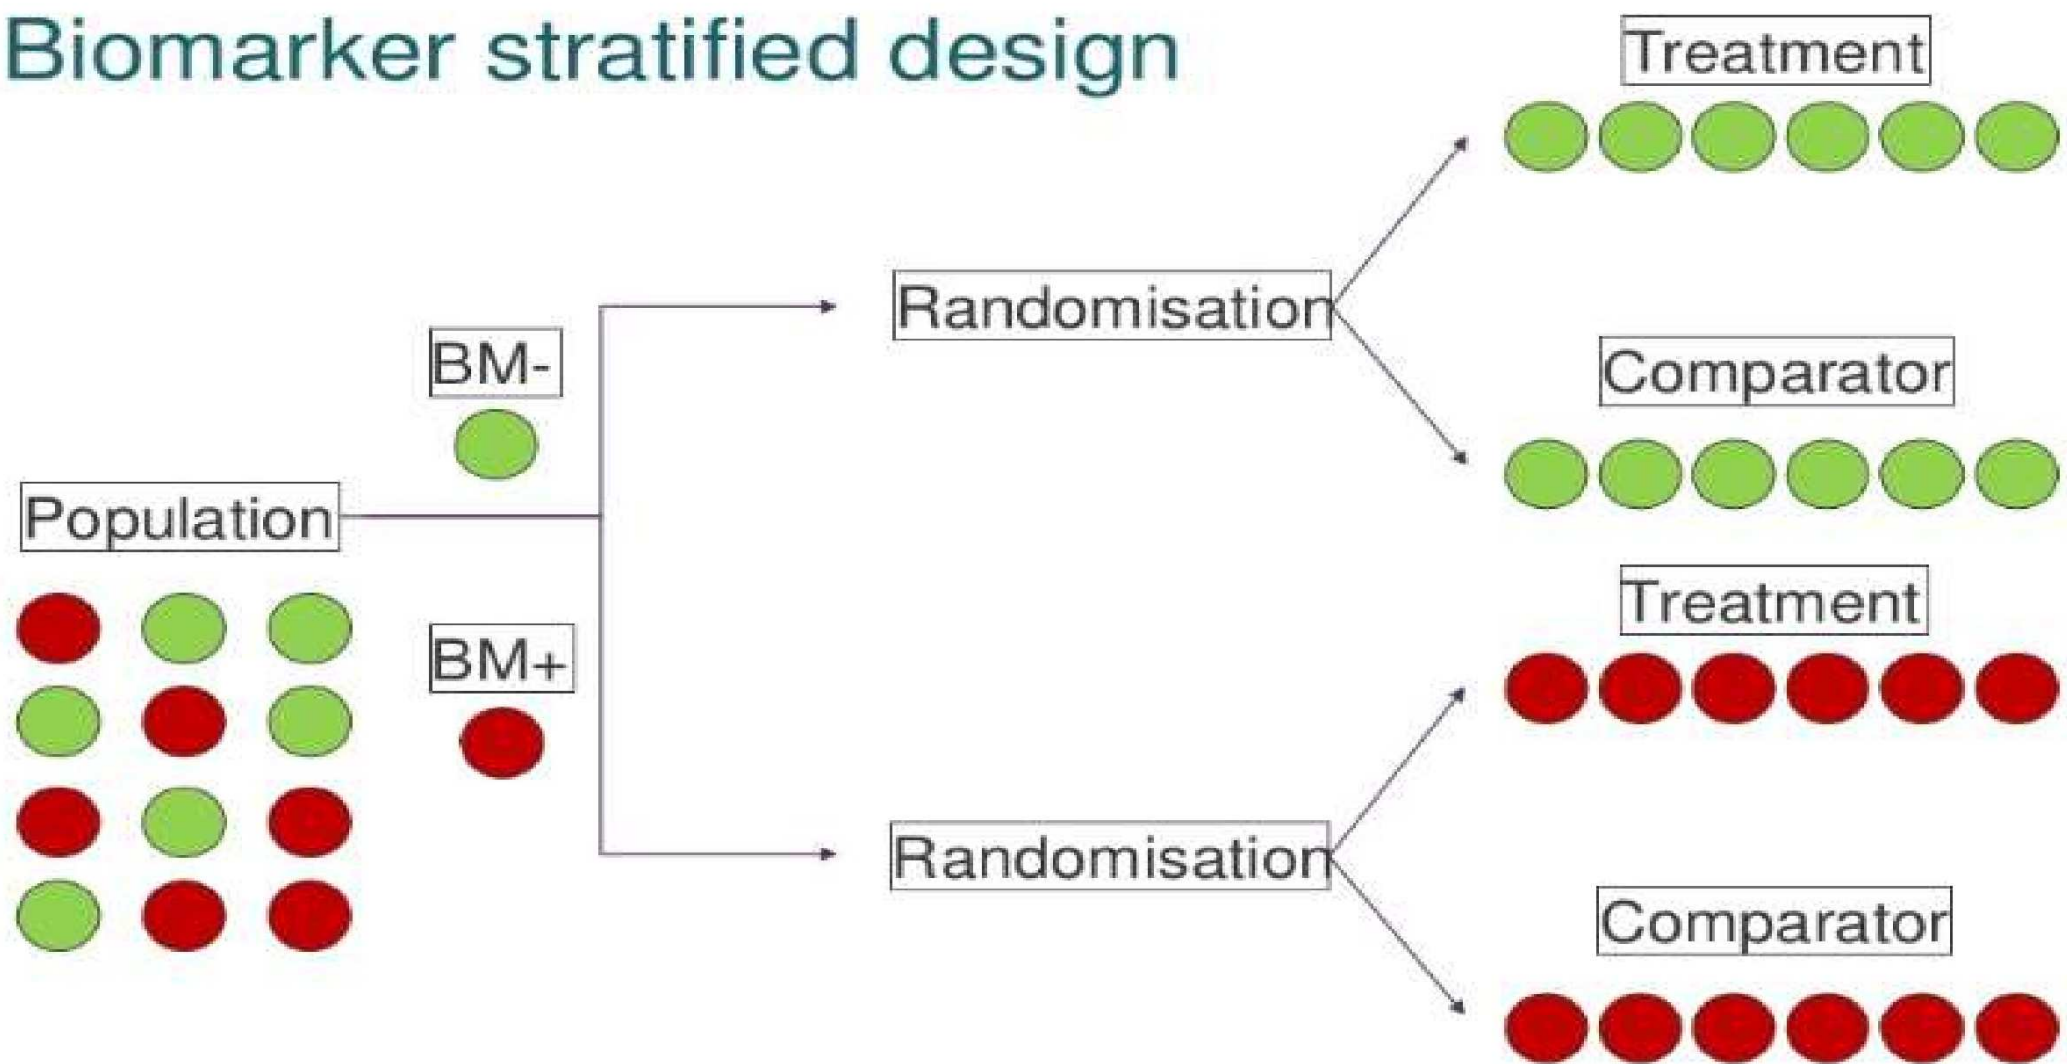 Biomarker stratified design
Treatment
Randomisation
BM-
Comparator
Population
Treatment
BM+
Randomisation
Comparator